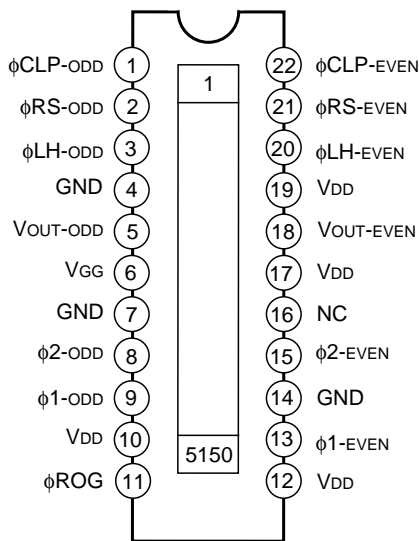 φCLP-ODD 1 1 22 φCLP-EVEN
φRS-ODD 2 21 φRS-EVEN
φLH-ODD 3 20 φLH-EVEN
GND 4 19 VDD
VOUT-ODD 5 18 VOUT-EVEN
VGG 6 17 VDD
GND 7 16 NC
φ2-ODD 8 15 φ2-EVEN
φ1-ODD 9 14 GND
VDD 10 5150 13 φ1-EVEN
φROG 11 12 VDD